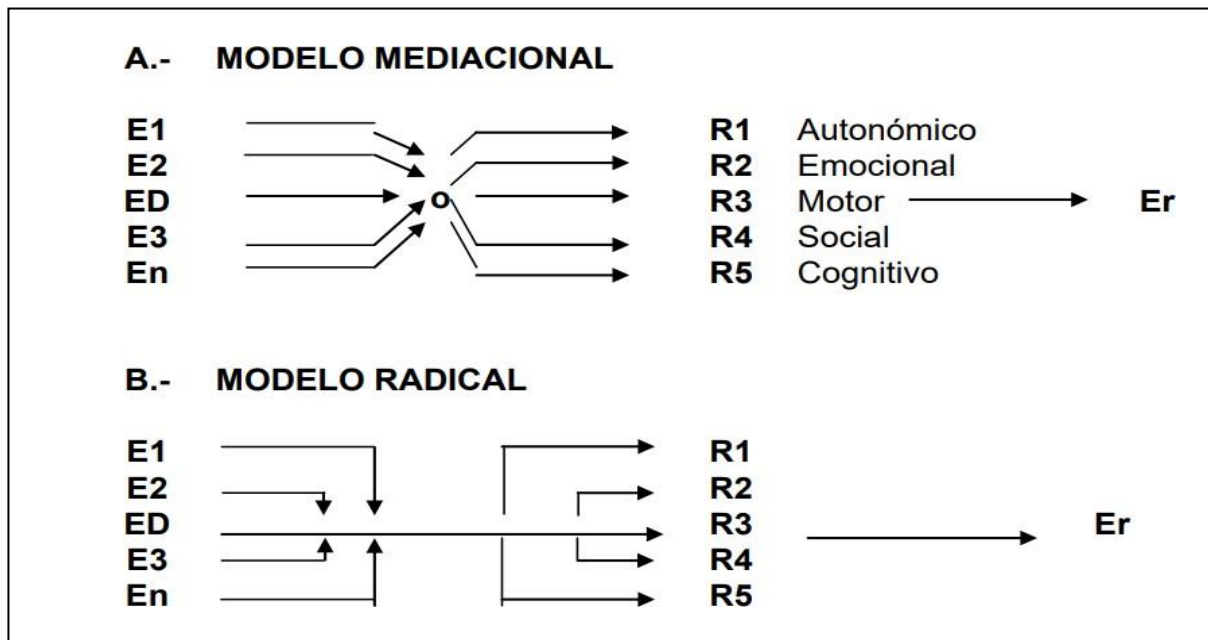 A.- MODELO MEDIACIONAL
E1 R1 Autonómico
E2 R2 Emocional
ED O R3 Motor Er
E3 R4 Social
En R5 Cognitivo
B.- MODELO RADICAL
E1 R1
E2 R2
ED R3 Er
E3 R4
En R5